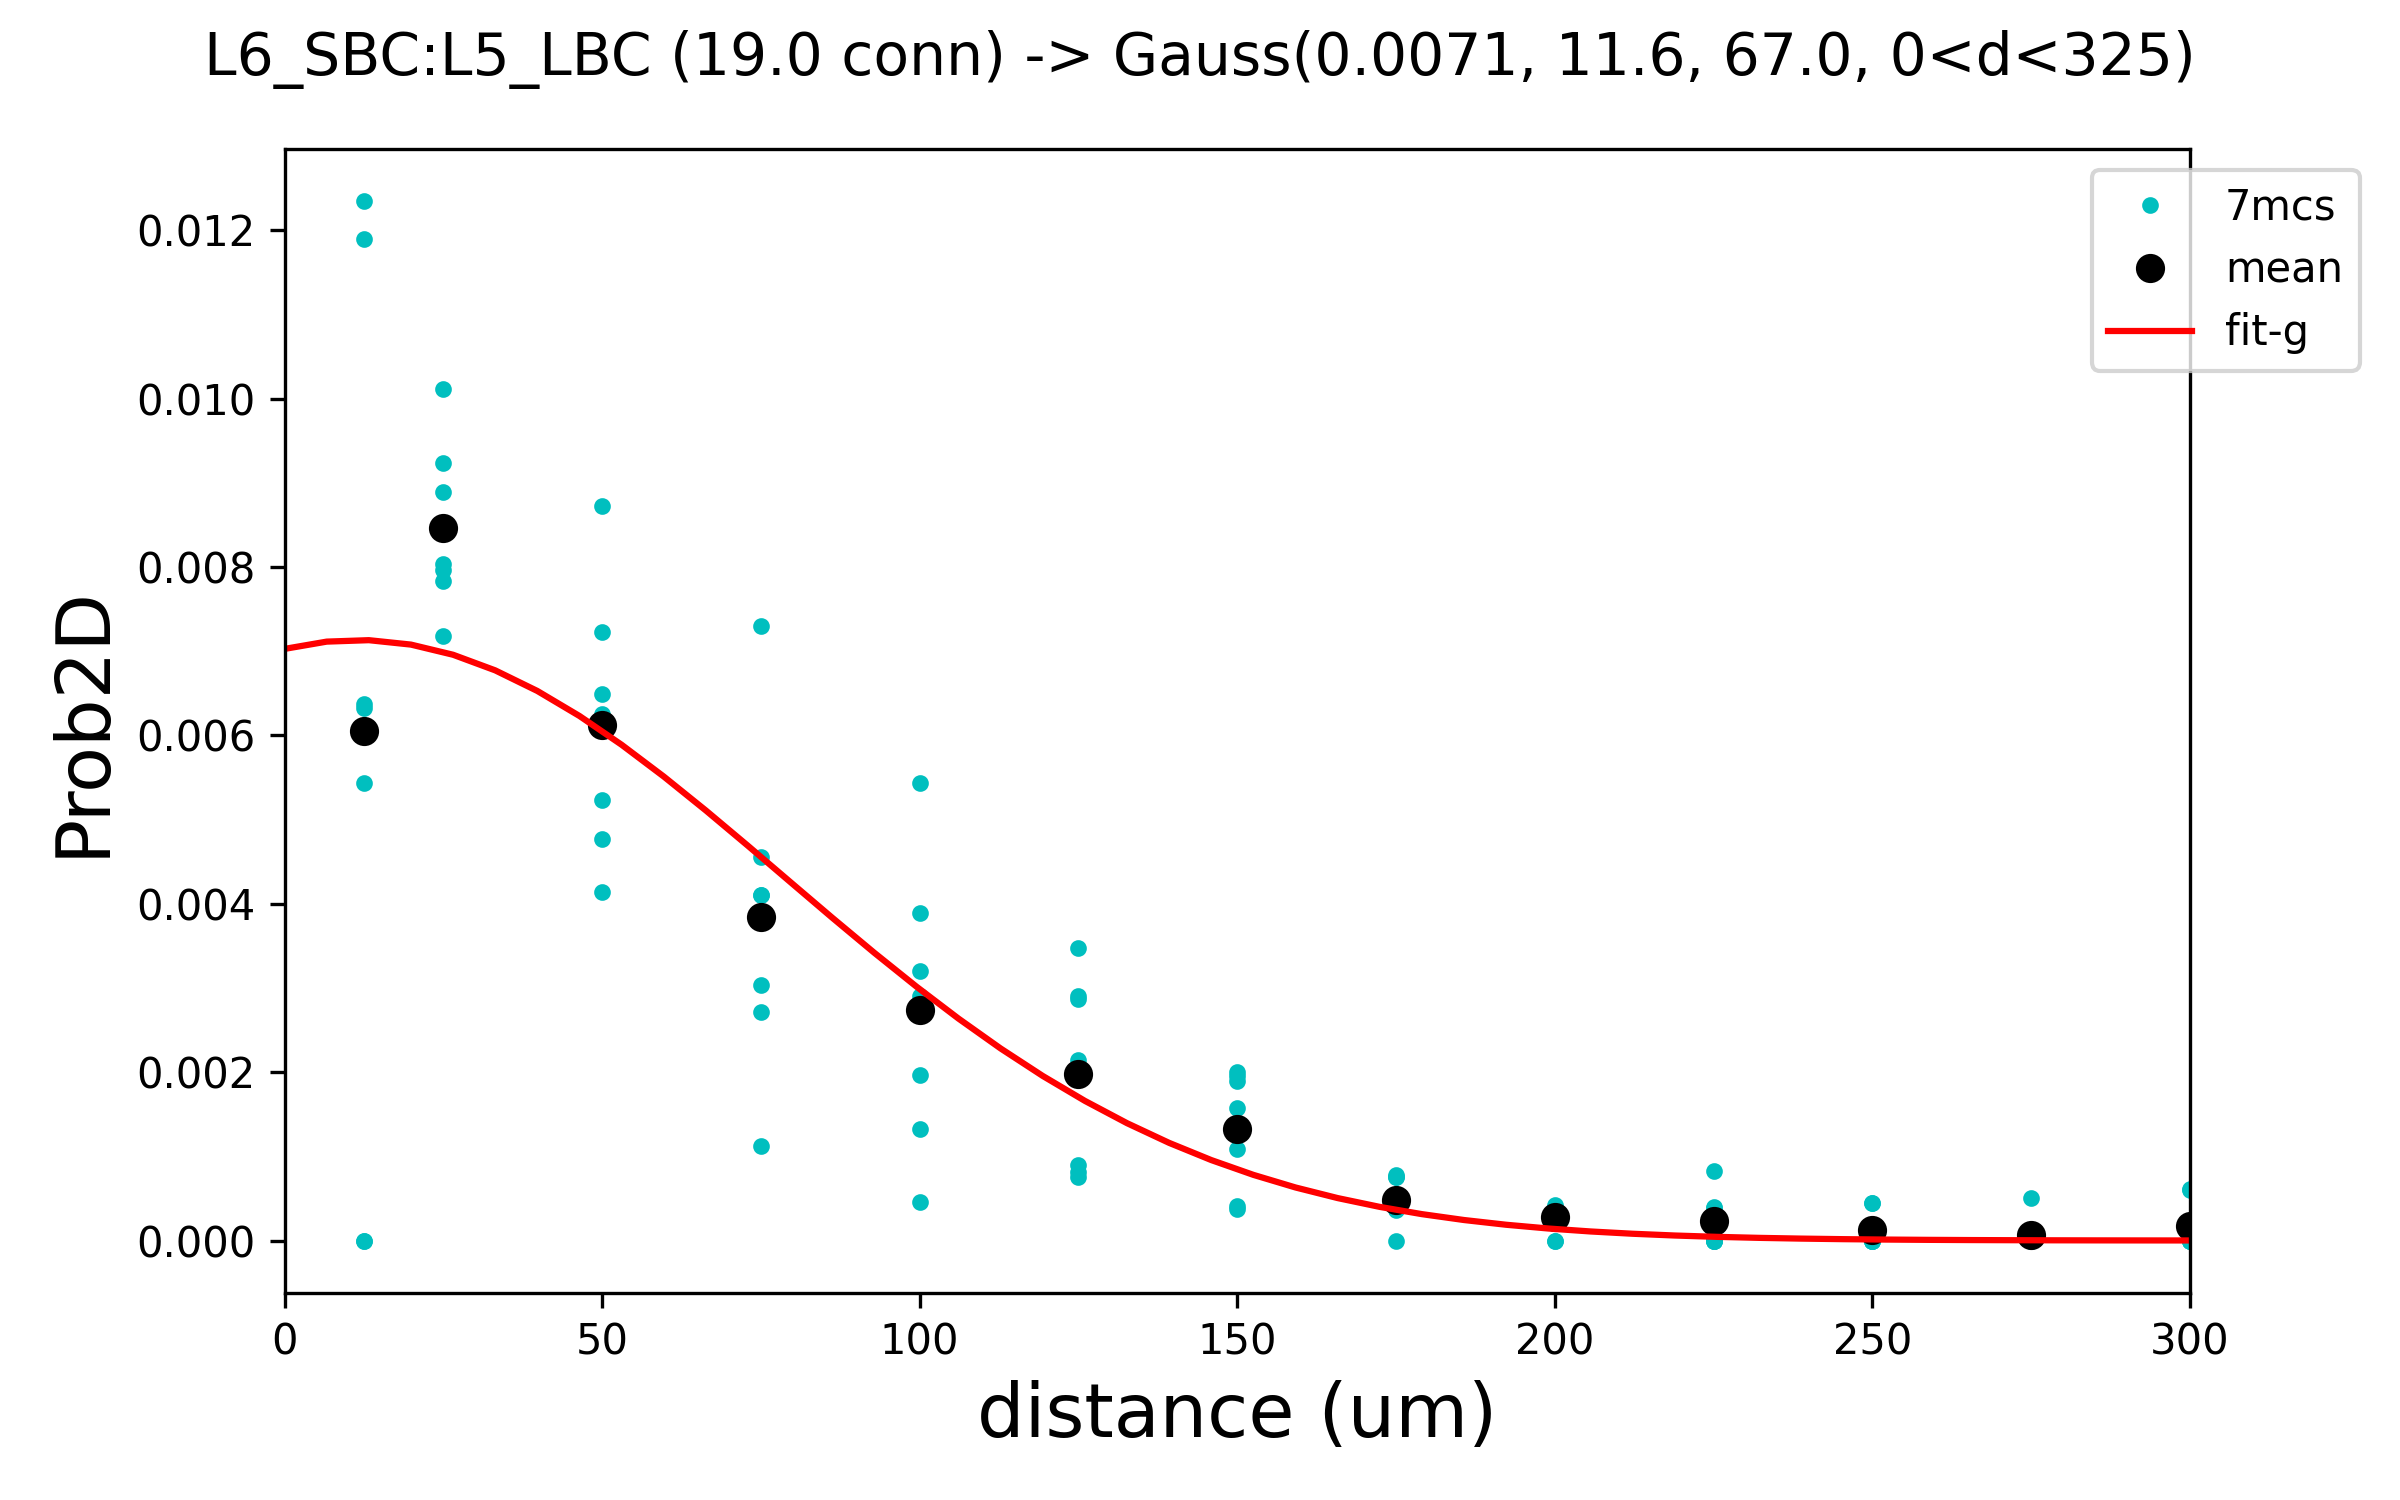 L6_SBC:L5_LBC (19.0 conn) -> Gauss(0.0071, 11.6, 67.0, 0<d<325)
7mcs
mean
fit-g
0.012
0.010
0.008
0.006
0.004
0.002
0.000
Prob2D
0 50 100 150 200 250 300
distance (um)